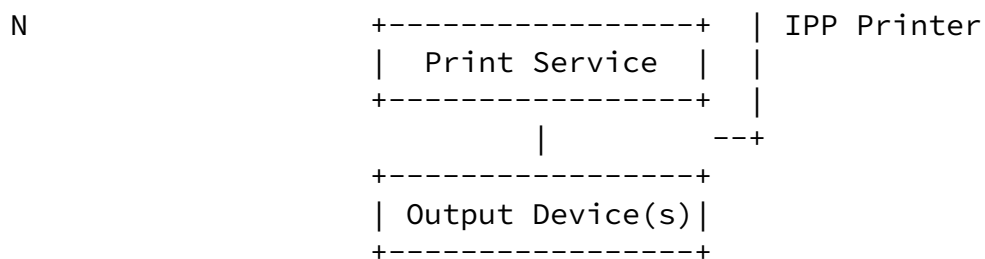 N                   +-----------------+  | IPP Printer
                    |  Print Service  |  |
                    +-----------------+  |
                             |         --+
                    +-----------------+
                    | Output Device(s)|
                    +-----------------+